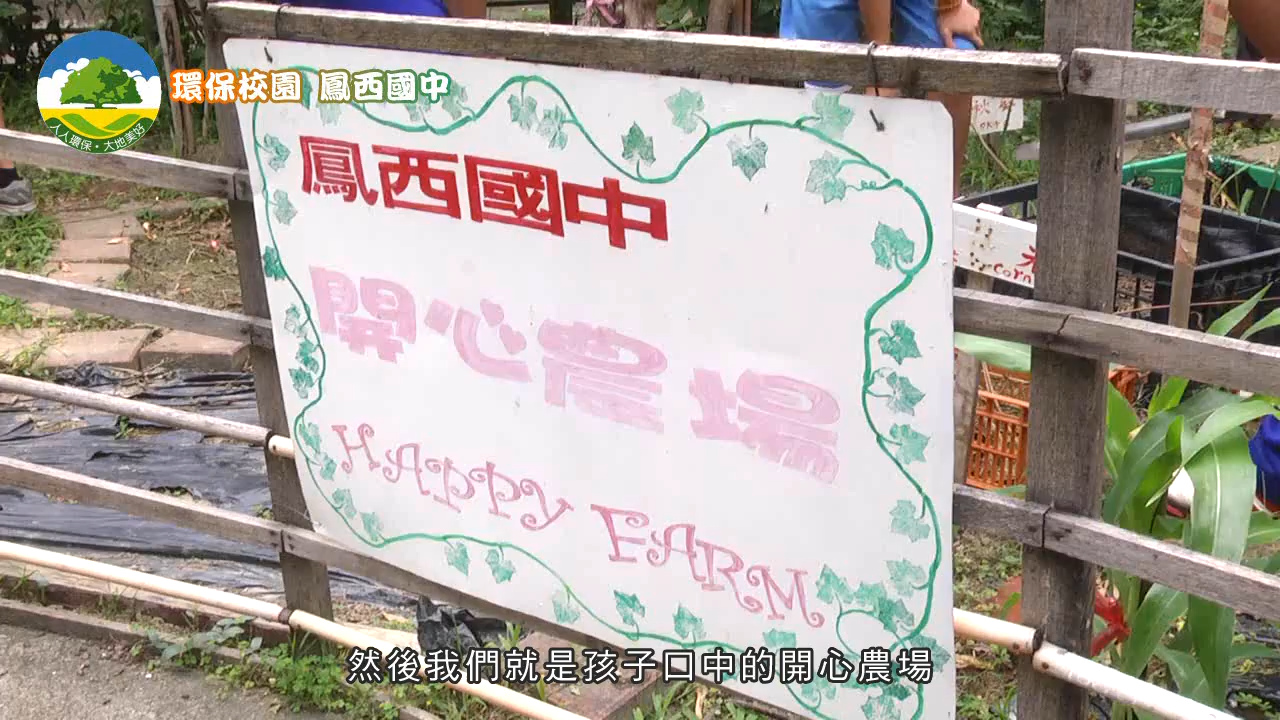 環保校園 鳳西國中
人人環保・大地美好
鳳西國中
開心農場
HAPPY FARM
corn
然後我們就是孩子口中的開心農場